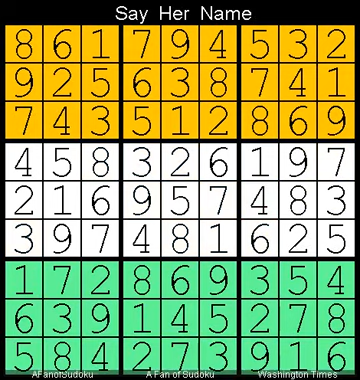 Say Her Name
8 6 1 7 9 4 5 3 2
9 2 5 6 3 8 7 4 1
7 4 3 5 1 2 8 6 9
4 5 8 3 2 6 1 9 7
2 1 6 9 5 7 4 8 3
3 9 7 4 8 1 6 2 5
1 7 2 8 6 9 3 5 4
6 3 9 1 4 5 2 7 8
5 8 4 2 7 3 9 1 6
AFanofSudoku A Fan of Sudoku Washington Times